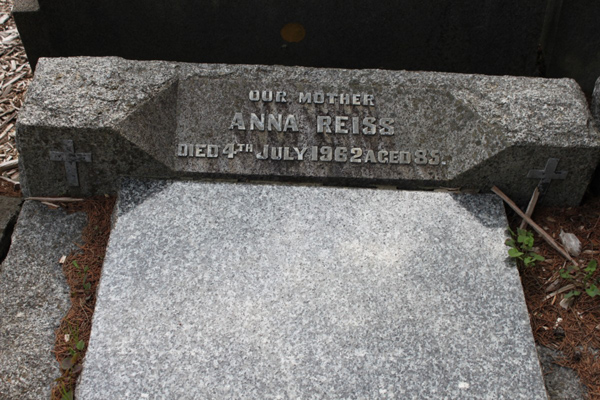 OUR MOTHER
ANNA REISS
DIED 4TH JULY 1962 AGED 85.